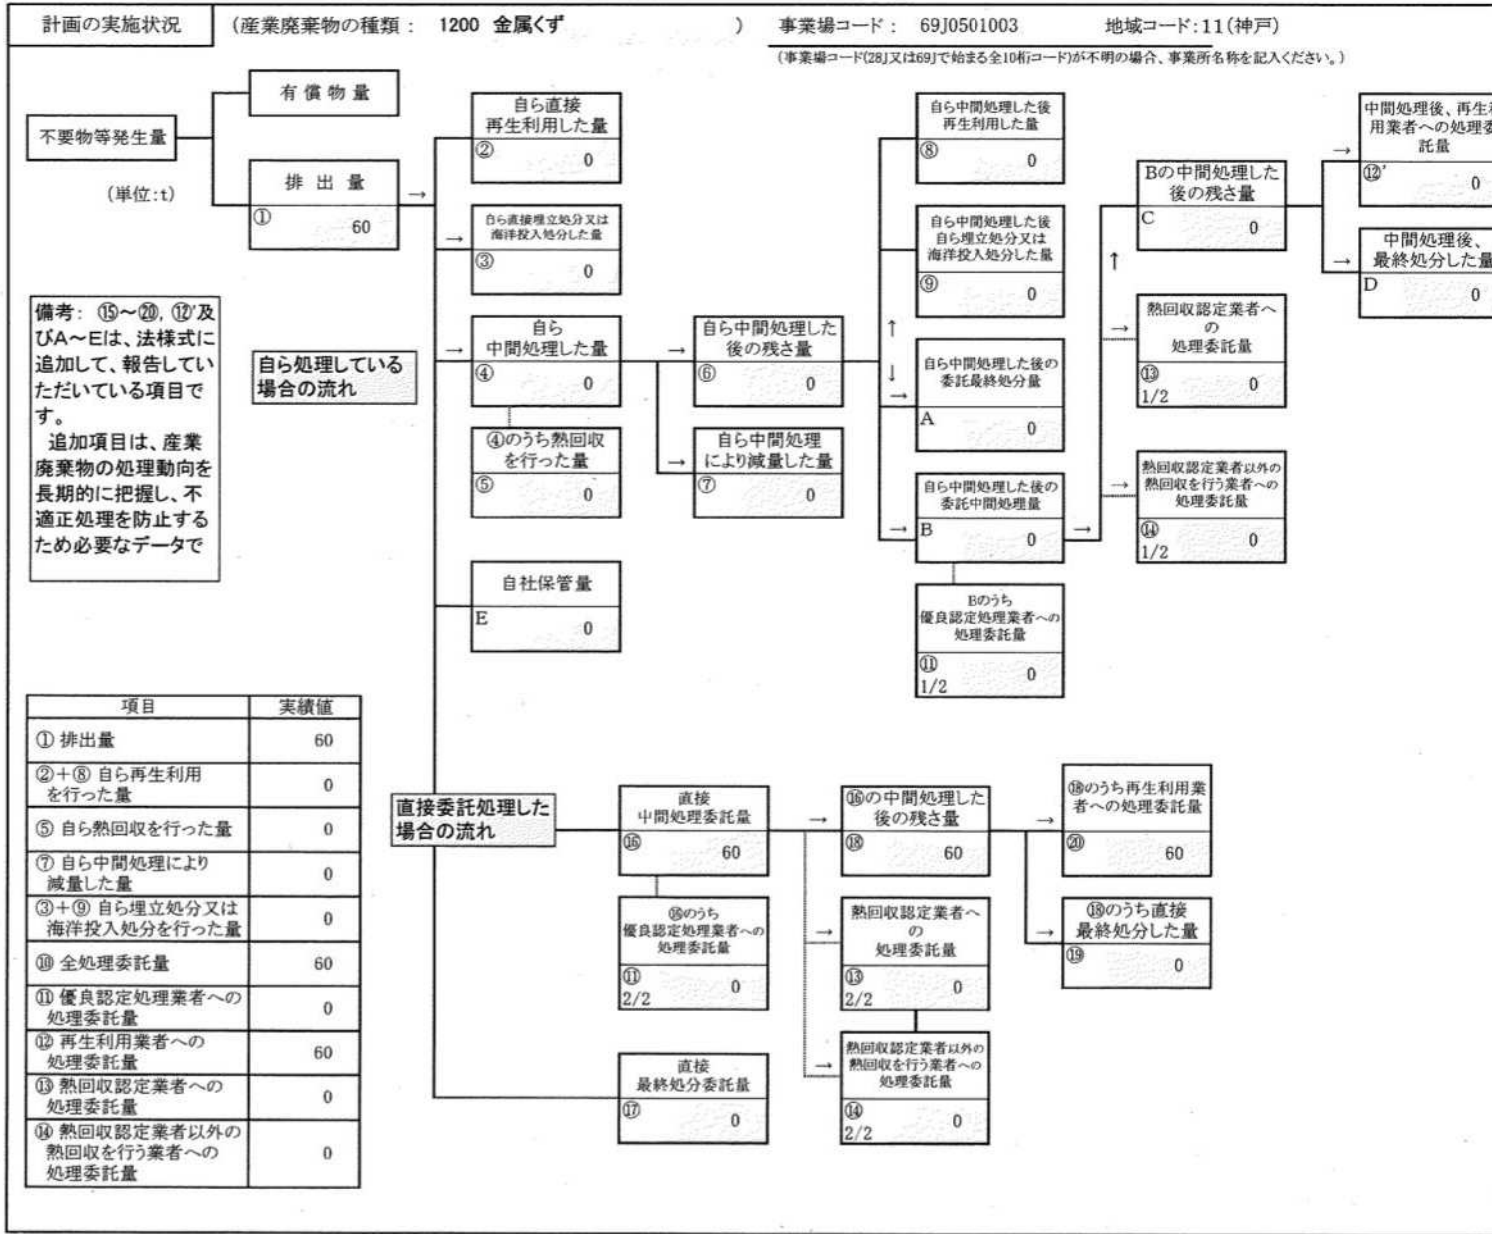 計画の実施状況
(産業廃棄物の種類： 1200 金属くず )
事業場コード： 69J0501003
地域コード:11(神戸)
(事業場コード(28J又は69Jで始まる全10桁コード)が不明の場合、事業所名称を記入ください。)
不要物等発生量
(単位:t)
有 償 物 量
排 出 量
→
①
60
備考： ⑮～⑳, ⑫'及
びA～Eは、法様式に
追加して、報告してい
ただいている項目で
す。
追加項目は、産業
廃棄物の処理動向を
長期的に把握し、不
適正処理を防止する
ため必要なデータで
自ら処理している
場合の流れ
自ら直接
再生利用した量
②
0
→
自ら直接埋立処分又は
海洋投入処分した量
③
0
→
自ら
中間処理した量
④
0
④のうち熱回収
を行った量
⑤
0
自社保管量
E
0
→
自ら中間処理した
後の残さ量
⑥
0
→
自ら中間処理
により減量した量
⑦
0
自ら中間処理した後
再生利用した量
⑧
0
自ら中間処理した後
自ら埋立処分又は
海洋投入処分した量
⑨
0
↑
↓
→
自ら中間処理した後の
委託最終処分量
A
0
→
自ら中間処理した後の
委託中間処理量
B
0
→
Bのうち
優良認定処理業者への
処理委託量
⑪
1/2
0
Bの中間処理した
後の残さ量
C
0
↑
→
熱回収認定業者へ
の
処理委託量
⑬
1/2
0
→
熱回収認定業者以外の
熱回収を行う業者への
処理委託量
⑭
1/2
0
→
中間処理後、再生利
用業者への処理委
託量
⑫'
0
→
中間処理後、
最終処分した量
D
0
項目 実績値
① 排出量 60
②＋⑧ 自ら再生利用
を行った量
0
⑤ 自ら熱回収を行った量 0
⑦ 自ら中間処理により
減量した量
0
③＋⑨ 自ら埋立処分又は
海洋投入処分を行った量
0
⑩ 全処理委託量 60
⑪ 優良認定処理業者への
処理委託量
0
⑫ 再生利用業者への
処理委託量
60
⑬ 熱回収認定業者への
処理委託量
0
⑭ 熱回収認定業者以外の
熱回収を行う業者への
処理委託量
0
直接委託処理した
場合の流れ
直接
中間処理委託量
⑯
60
⑯のうち
優良認定処理業者への
処理委託量
⑪
2/2
0
直接
最終処分委託量
⑰
0
→
⑯の中間処理した
後の残さ量
⑱
60
→
熱回収認定業者へ
の
処理委託量
⑬
2/2
0
→
熱回収認定業者以外の
熱回収を行う業者への
処理委託量
⑭
2/2
0
→
⑱のうち再生利用業
者への処理委託量
⑳
60
→
⑱のうち直接
最終処分した量
⑲
0